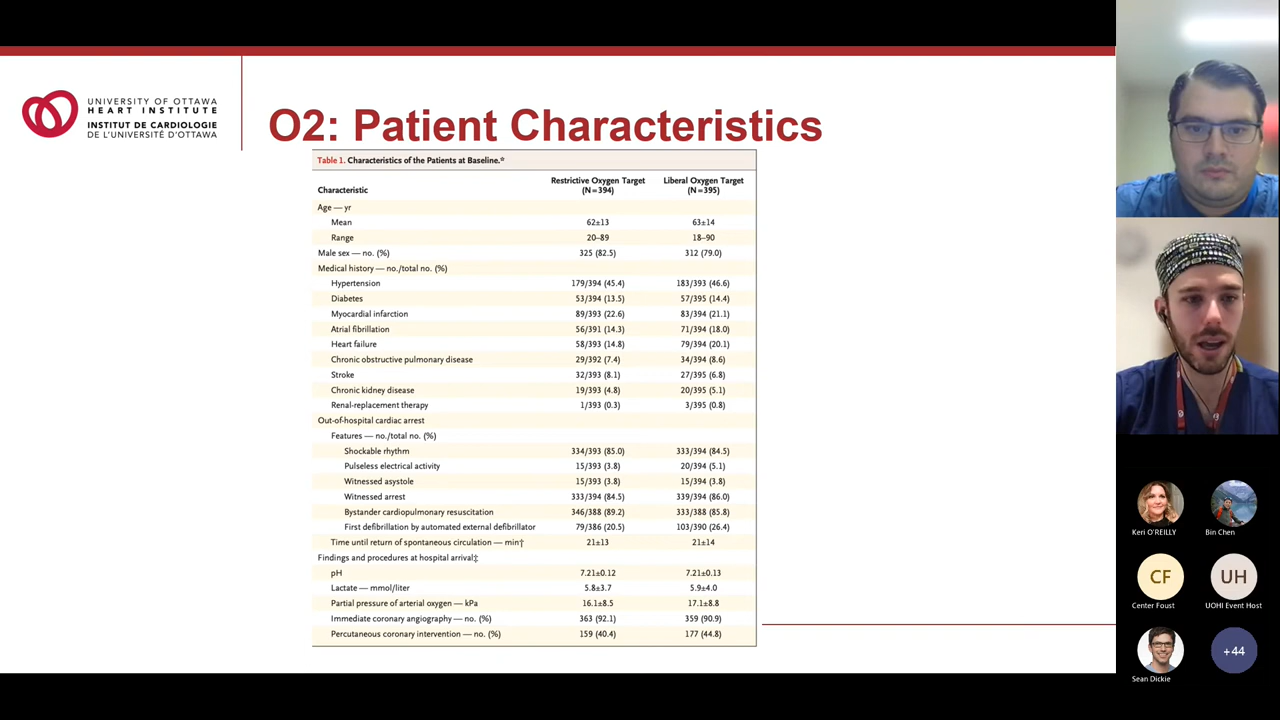 UNIVERSITY OF OTTAWA
HEART INSTITUTE
INSTITUT DE CARDIOLOGIE
DE L'UNIVERSITÉ D'OTTAWA
O2: Patient Characteristics
Table 1. Characteristics of the Patients at Baseline.*
Characteristic Restrictive Oxygen Target (N=394) Liberal Oxygen Target (N=395)
Age — yr
Mean 62±13 63±14
Range 20–89 18–90
Male sex — no. (%) 325 (82.5) 312 (79.0)
Medical history — no./total no. (%)
Hypertension 179/394 (45.4) 183/393 (46.6)
Diabetes 53/394 (13.5) 57/395 (14.4)
Myocardial infarction 89/393 (22.6) 83/394 (21.1)
Atrial fibrillation 56/391 (14.3) 71/394 (18.0)
Heart failure 58/393 (14.8) 79/394 (20.1)
Chronic obstructive pulmonary disease 29/392 (7.4) 34/394 (8.6)
Stroke 32/393 (8.1) 27/395 (6.8)
Chronic kidney disease 19/393 (4.8) 20/395 (5.1)
Renal-replacement therapy 1/393 (0.3) 3/395 (0.8)
Out-of-hospital cardiac arrest
Features — no./total no. (%)
Shockable rhythm 334/393 (85.0) 333/394 (84.5)
Pulseless electrical activity 15/393 (3.8) 20/394 (5.1)
Witnessed asystole 15/393 (3.8) 15/394 (3.8)
Witnessed arrest 333/394 (84.5) 339/394 (86.0)
Bystander cardiopulmonary resuscitation 346/388 (89.2) 333/388 (85.8)
First defibrillation by automated external defibrillator 79/386 (20.5) 103/390 (26.4)
Time until return of spontaneous circulation — min† 21±13 21±14
Findings and procedures at hospital arrival‡
pH 7.21±0.12 7.21±0.13
Lactate — mmol/liter 5.8±3.7 5.9±4.0
Partial pressure of arterial oxygen — kPa 16.1±8.5 17.1±8.8
Immediate coronary angiography — no. (%) 363 (92.1) 359 (90.9)
Percutaneous coronary intervention — no. (%) 159 (40.4) 177 (44.8)
Keri O'REILLY
Bin Chen
CF
UH
Center Foust
UOHI Event Host
+44
Sean Dickie